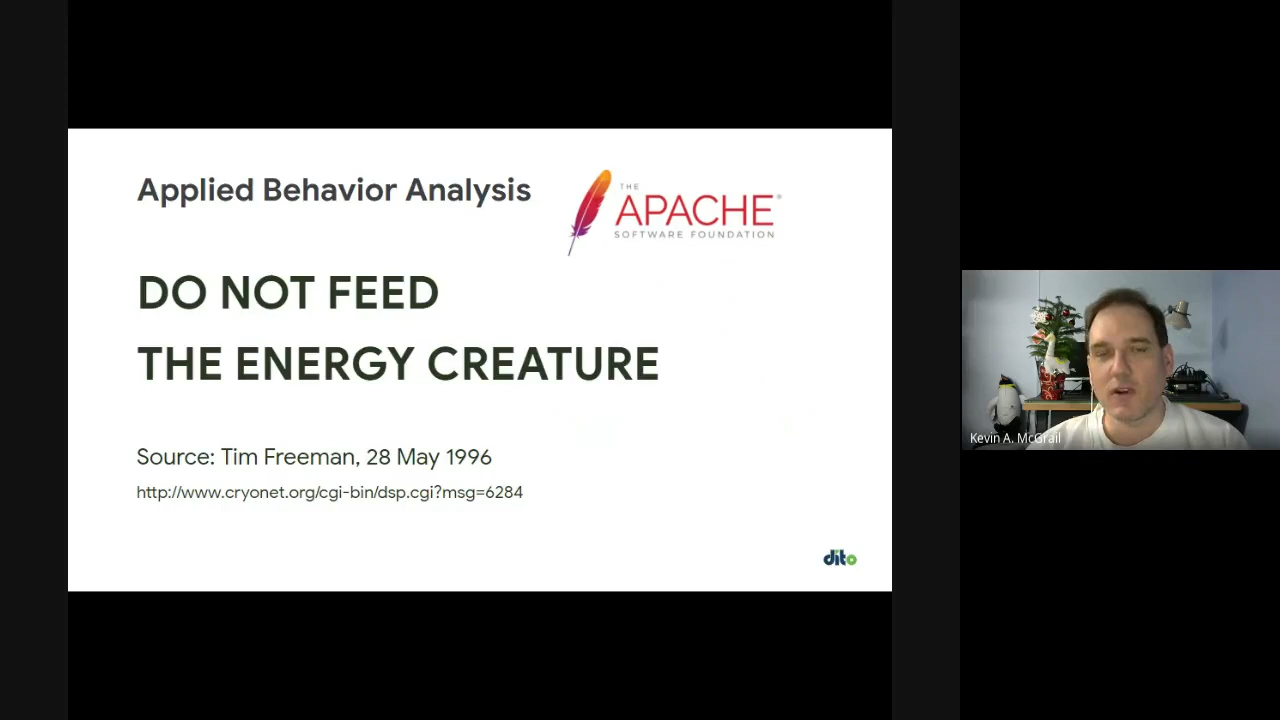 Applied Behavior Analysis
THE
APACHE®
SOFTWARE FOUNDATION
DO NOT FEED
THE ENERGY CREATURE
Source: Tim Freeman, 28 May 1996
http://www.cryonet.org/cgi-bin/dsp.cgi?msg=6284
dito
Kevin A. McGrail